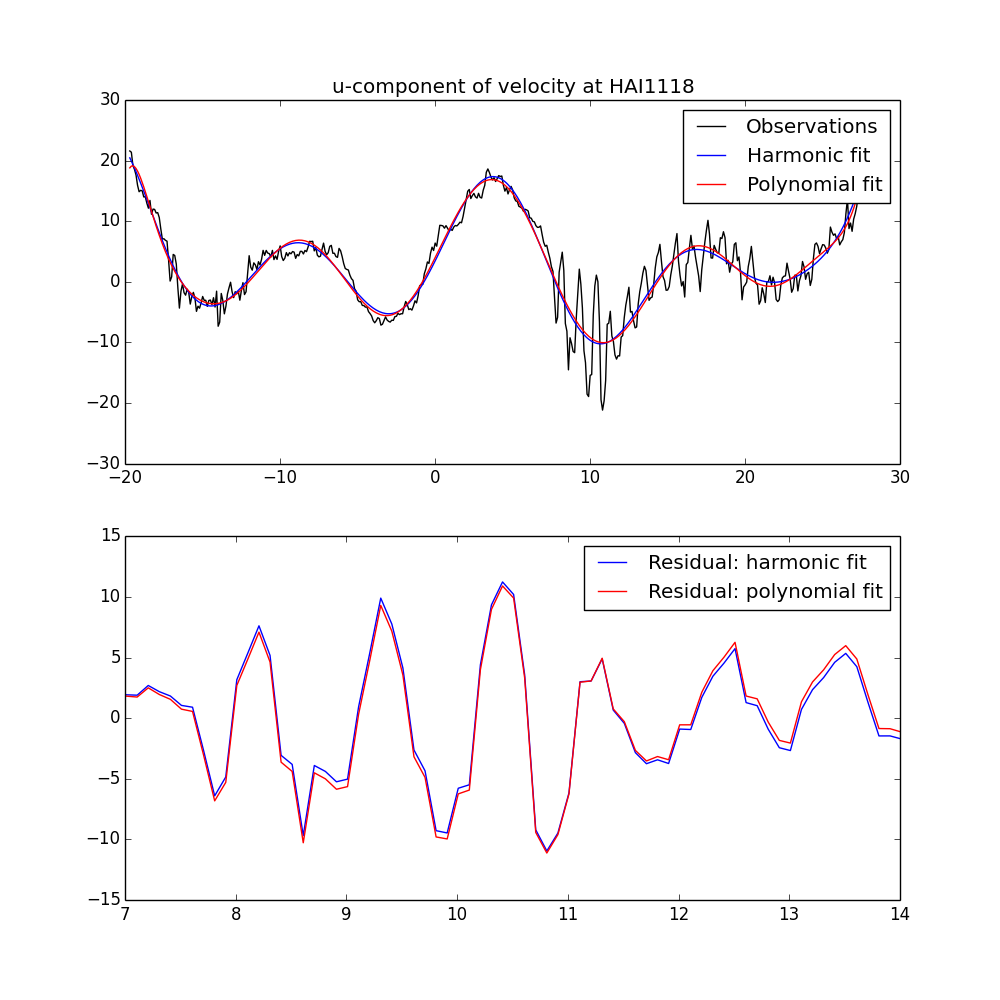 u-component of velocity at HAI1118
30
20
10
0
−10
−20
−30
Observations
Harmonic fit
Polynomial fit
−20 −10 0 10 20 30
15
10
5
0
−5
−10
−15
Residual: harmonic fit
Residual: polynomial fit
7 8 9 10 11 12 13 14